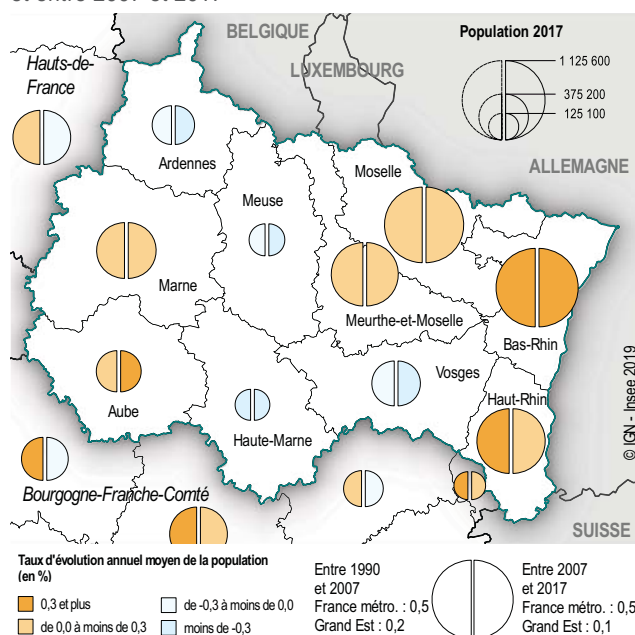 BELGIQUE
Population 2017
Hauts-de-
France
LUXEMBOURG
1 125 600
375 200
125 100
ALLEMAGNE
Ardennes
Moselle
Meuse
Marne
Meurthe-et-Moselle
Bas-Rhin
Vosges
Haut-Rhin
Aube
Haute-Marne
Bourgogne-Franche-Comté
SUISSE
© IGN - Insee 2019
Taux d'évolution annuel moyen de la population
(en %)
0,3 et plus
de 0,0 à moins de 0,3
de -0,3 à moins de 0,0
moins de -0,3
Entre 1990
et 2007
France métro. : 0,5
Grand Est : 0,2
Entre 2007
et 2017
France métro. : 0,5
Grand Est : 0,1